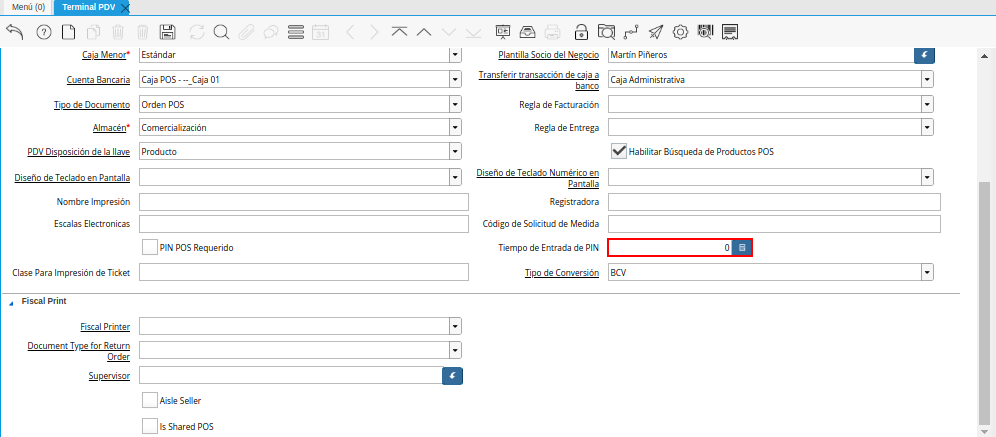 Menú (0) Terminal PDV
Caja Menor* Estándar Plantilla Socio del Negocio Martín Piñeros
Cuenta Bancaria Caja POS - --_Caja 01 Transferir transacción de caja a banco Caja Administrativa
Tipo de Documento Orden POS Regla de Facturación
Almacén* Comercialización Regla de Entrega
PDV Disposición de la llave Producto Habilitar Búsqueda de Productos POS
Diseño de Teclado en Pantalla Diseño de Teclado Numérico en Pantalla
Nombre Impresión Registradora
Escalas Electronicas Código de Solicitud de Medida
PIN POS Requerido Tiempo de Entrada de PIN 0
Clase Para Impresión de Ticket Tipo de Conversión BCV
Fiscal Print
Fiscal Printer
Document Type for Return
Order
Supervisor
Aisle Seller
Is Shared POS